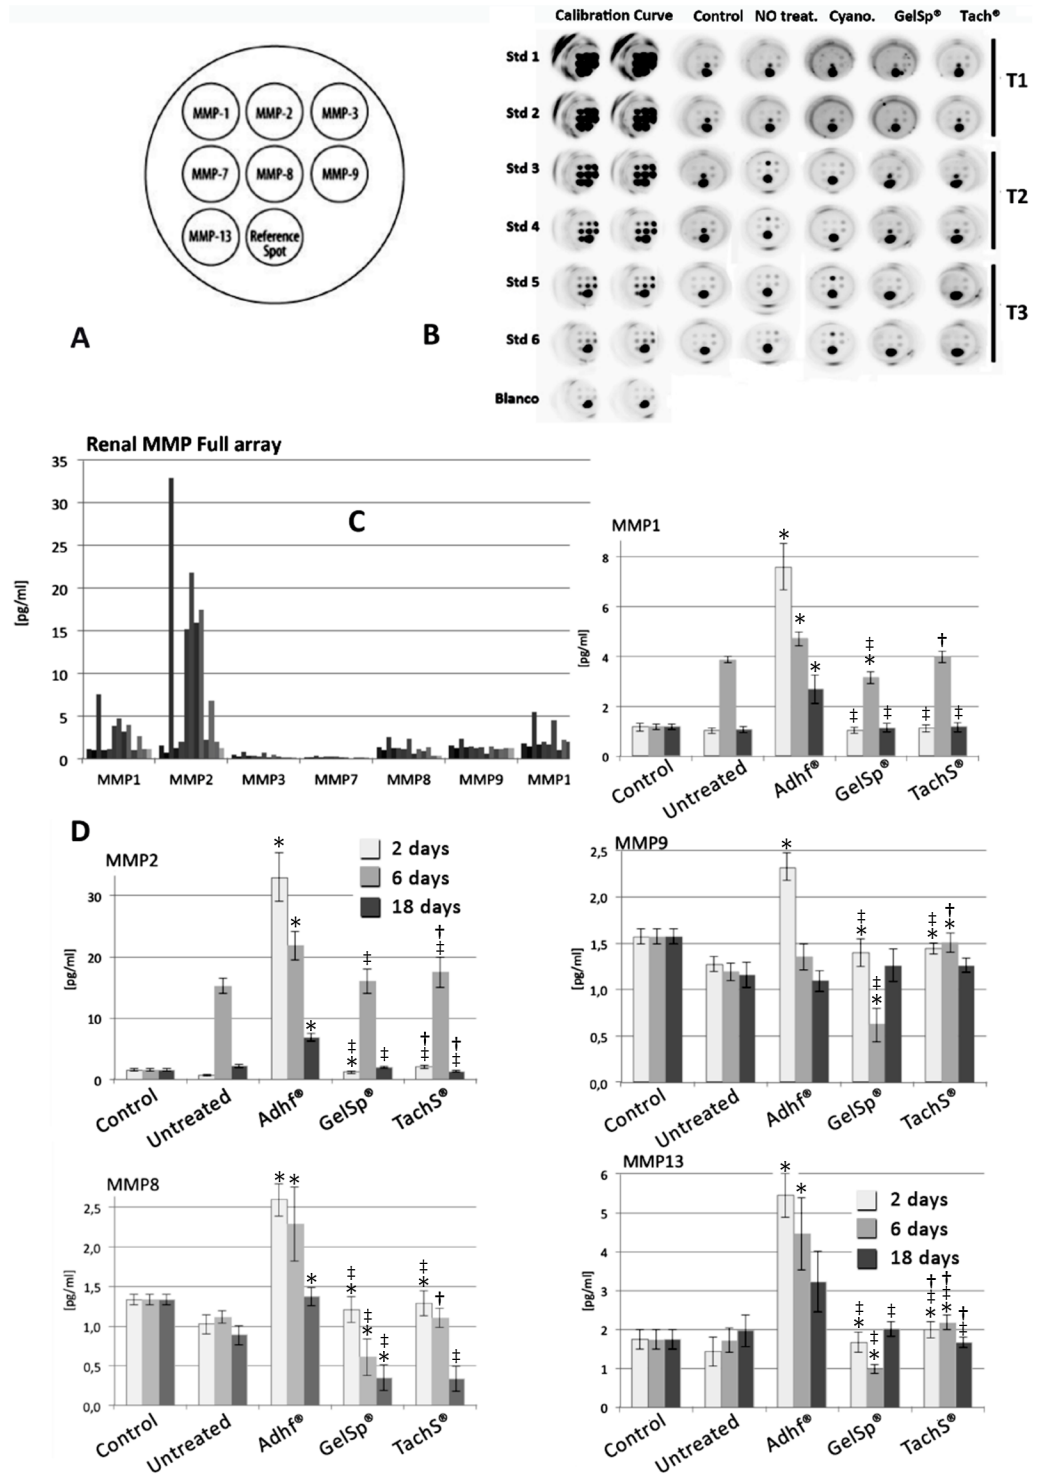 MMP-1 MMP-2 MMP-3
MMP-7 MMP-8 MMP-9
MMP-13 Reference
Spot
A
Calibration Curve Control NO treat. Cyano. GelSp® Tach®
Std 1
T1
Std 2
Std 3
T2
Std 4
Std 5
T3
Std 6
Blanco
B
Renal MMP Full array
C
[pg/ml]
35
30
25
20
15
10
5
0
MMP1 MMP2 MMP3 MMP7 MMP8 MMP9 MMP1
MMP1
[pg/ml]
8
6
4
2
0
* * * ‡ * ‡ ‡ ‡ † ‡
Control Untreated Adhf® GelSp® TachS®
D
MMP2
[pg/ml]
30
20
10
0
* * * ‡ * ‡ ‡ † ‡ † ‡ † ‡
2 days
6 days
18 days
Control Untreated Adhf® GelSp® TachS®
MMP9
[pg/ml]
2,5
2,0
1,5
1,0
0,5
0,0
* ‡ * ‡ * ‡ * † *
Control Untreated Adhf® GelSp® TachS®
MMP8
[pg/ml]
2,5
2,0
1,5
1,0
0,5
0,0
* * * ‡ * ‡ * ‡ * ‡ * † ‡
Control Untreated Adhf® GelSp® TachS®
MMP13
[pg/ml]
6
5
4
3
2
1
0
* * ‡ * ‡ * ‡ † ‡ * † ‡ * † ‡
2 days
6 days
18 days
Control Untreated Adhf® GelSp® TachS®